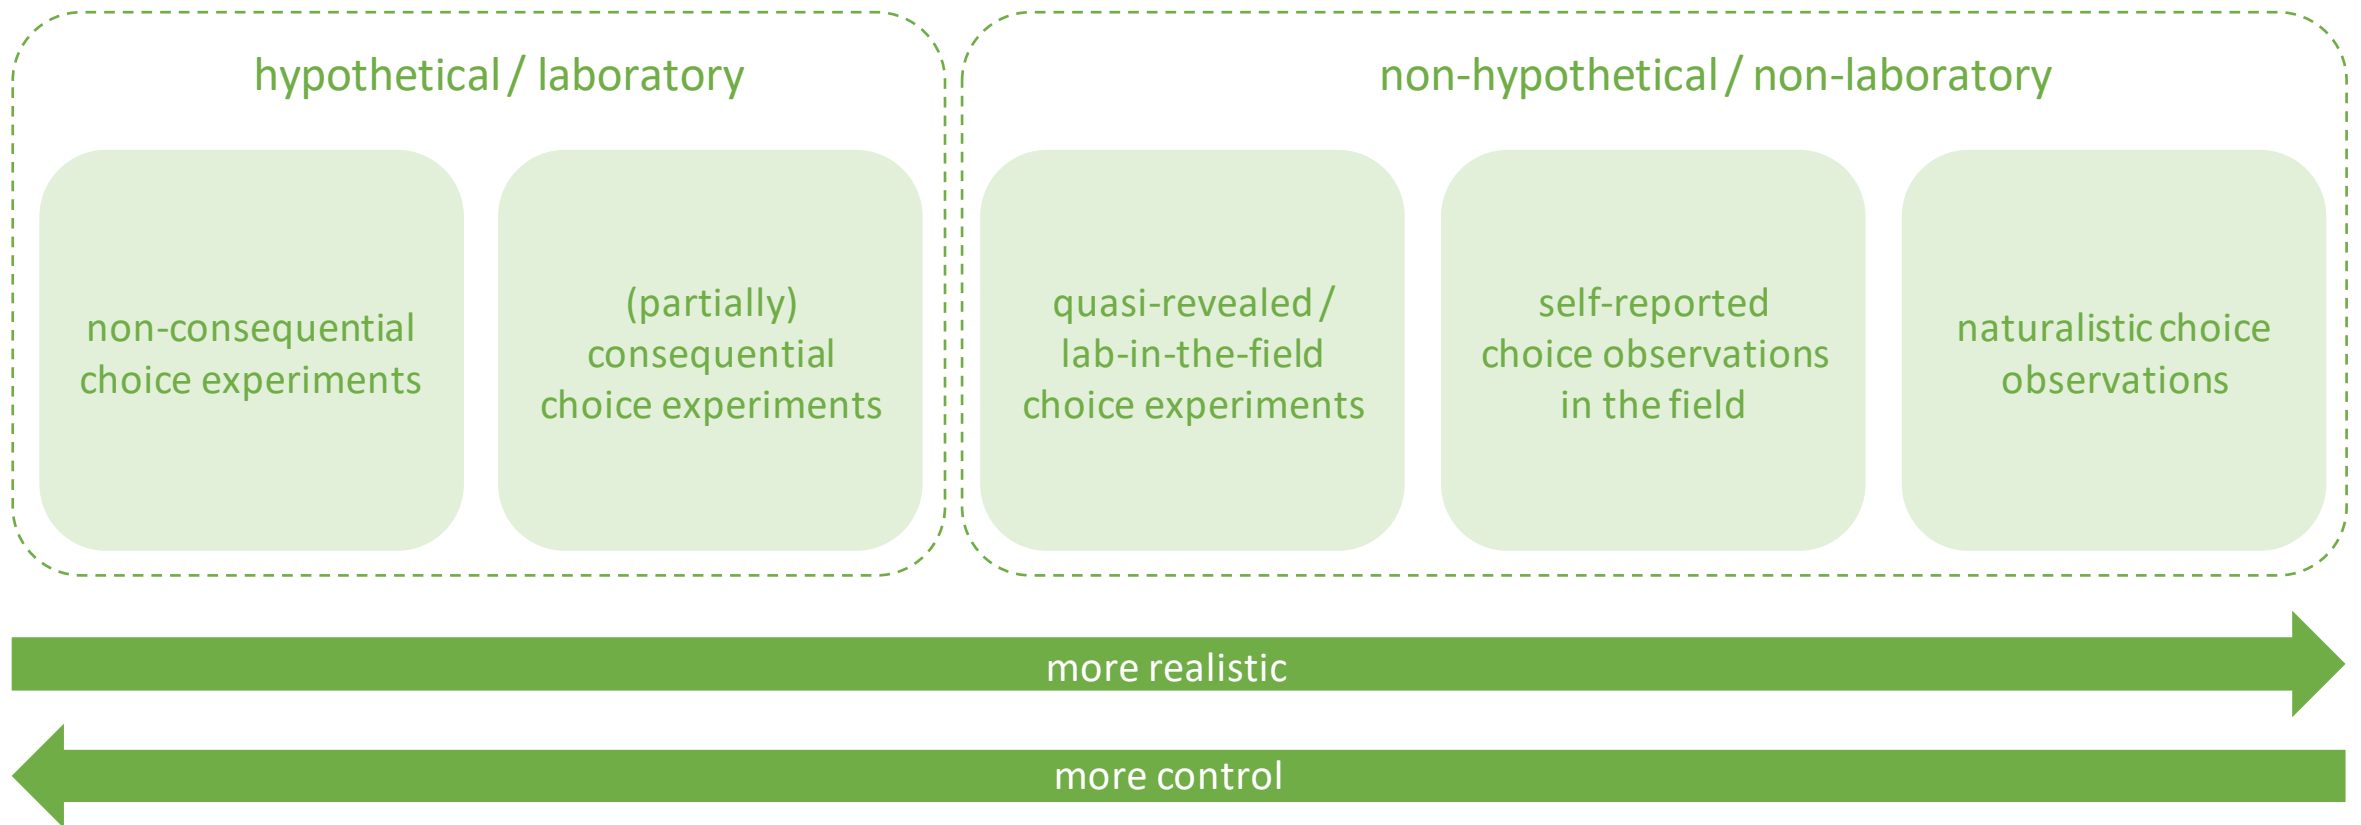 hypothetical / laboratory
non-hypothetical / non-laboratory
non-consequential
choice experiments
(partially)
consequential
choice experiments
quasi-revealed /
lab-in-the-field
choice experiments
self-reported
choice observations
in the field
naturalistic choice
observations
more realistic
more control